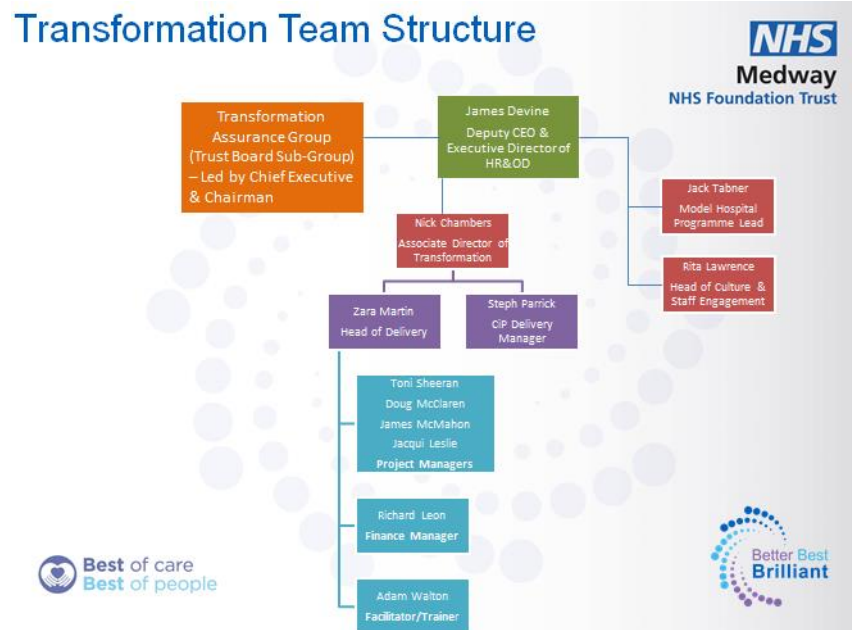 Transformation Team Structure
NHS
Medway
NHS Foundation Trust
Transformation
Assurance Group
(Trust Board Sub-Group)
– Led by Chief Executive
& Chairman
James Devine
Deputy CEO &
Executive Director of
HR&OD
Jack Tabner
Model Hospital
Programme Lead
Nick Chambers
Associate Director of
Transformation
Rita Lawrence
Head of Culture &
Staff Engagement
Zara Martin
Head of Delivery
Steph Parrick
CiP Delivery
Manager
Toni Sheeran
Doug McClaren
James McMahon
Jacqui Leslie
Project Managers
Richard Leon
Finance Manager
Adam Walton
Facilitator/Trainer
Best of care
Best of people
Better Best
Brilliant